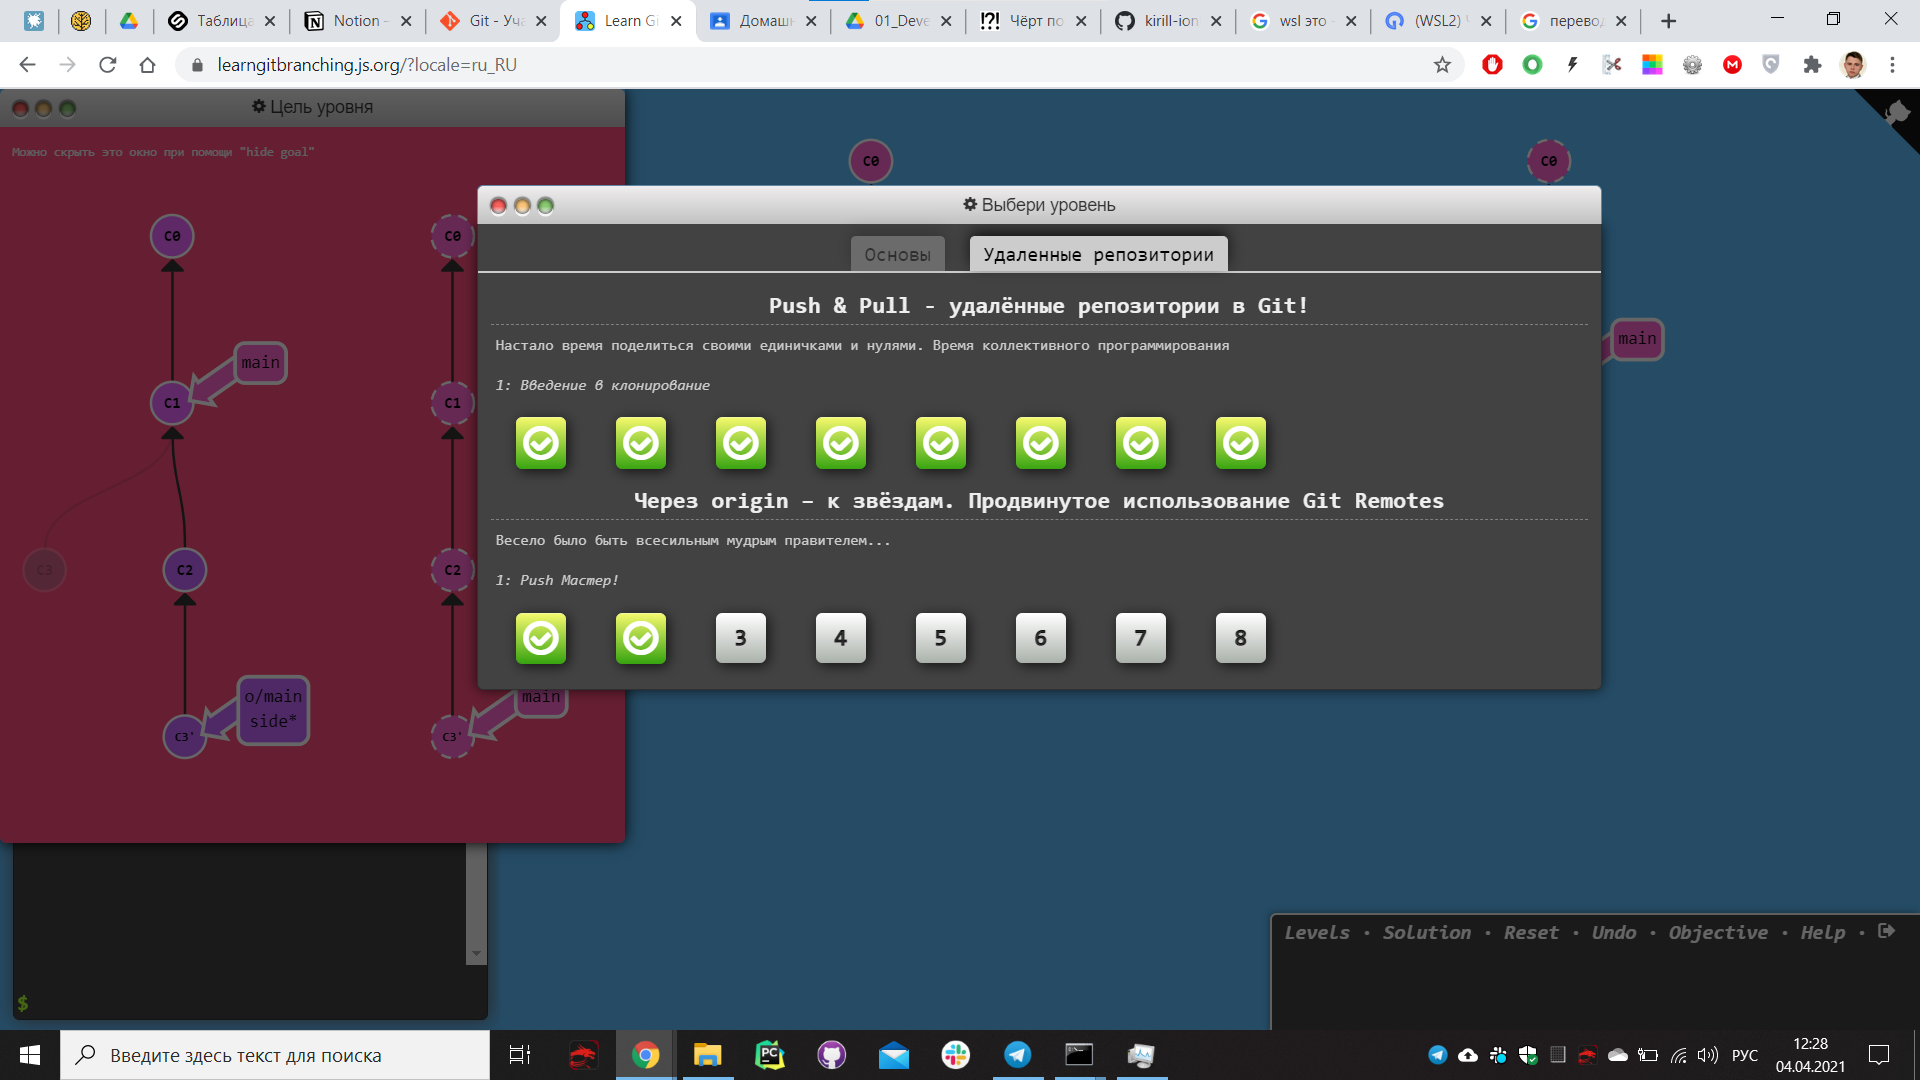 Таблица
Notion –
Git - Уча
Learn Gi
Домашн
01_Deve
Чёрт по
kirill-ion
wsl это -
(WSL2)
перевод
learngitbranching.js.org/?locale=ru_RU
Цель уровня
Можно скрыть это окно при помощи "hide goal"
C0
C0
C0
C0
Выбери уровень
Основы
Удаленные репозитории
Push & Pull - удалённые репозитории в Git!
Настало время поделиться своими единичками и нулями. Время коллективного программирования
main
main
1: Введение в клонирование
C1
C1
Через origin – к звёздам. Продвинутое использование Git Remotes
Весело было быть всесильным мудрым правителем...
C3
C2
C2
1: Push Мастер!
3
4
5
6
7
8
o/main
side*
main
C3'
C3'
Levels · Solution · Reset · Undo · Objective · Help ·
$
Введите здесь текст для поиска
РУС
12:28
04.04.2021